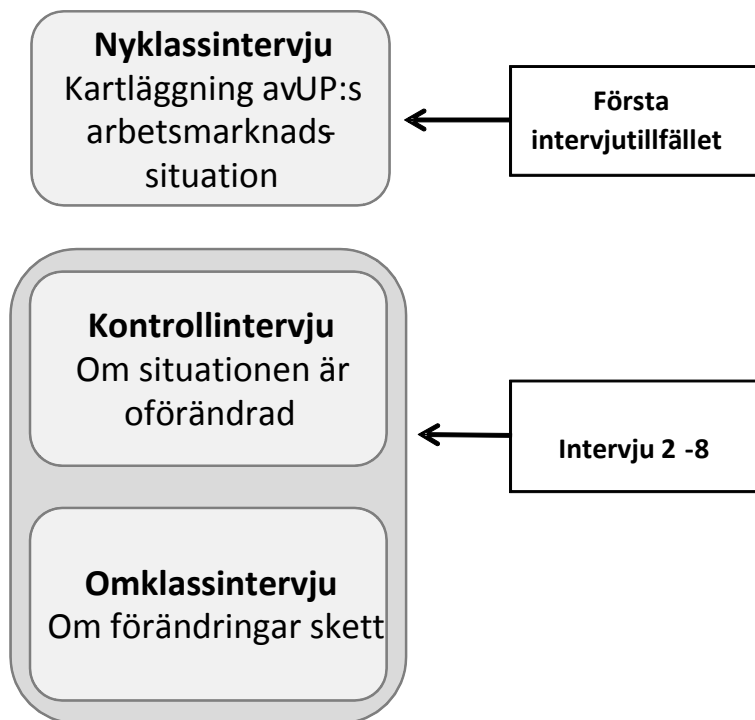 Nyklassintervju
Kartläggning avUP:s
arbetsmarknads-
situation
Första
intervjutillfället
Kontrollintervju
Om situationen är
oförändrad
Intervju 2 -8
Omklassintervju
Om förändringar skett